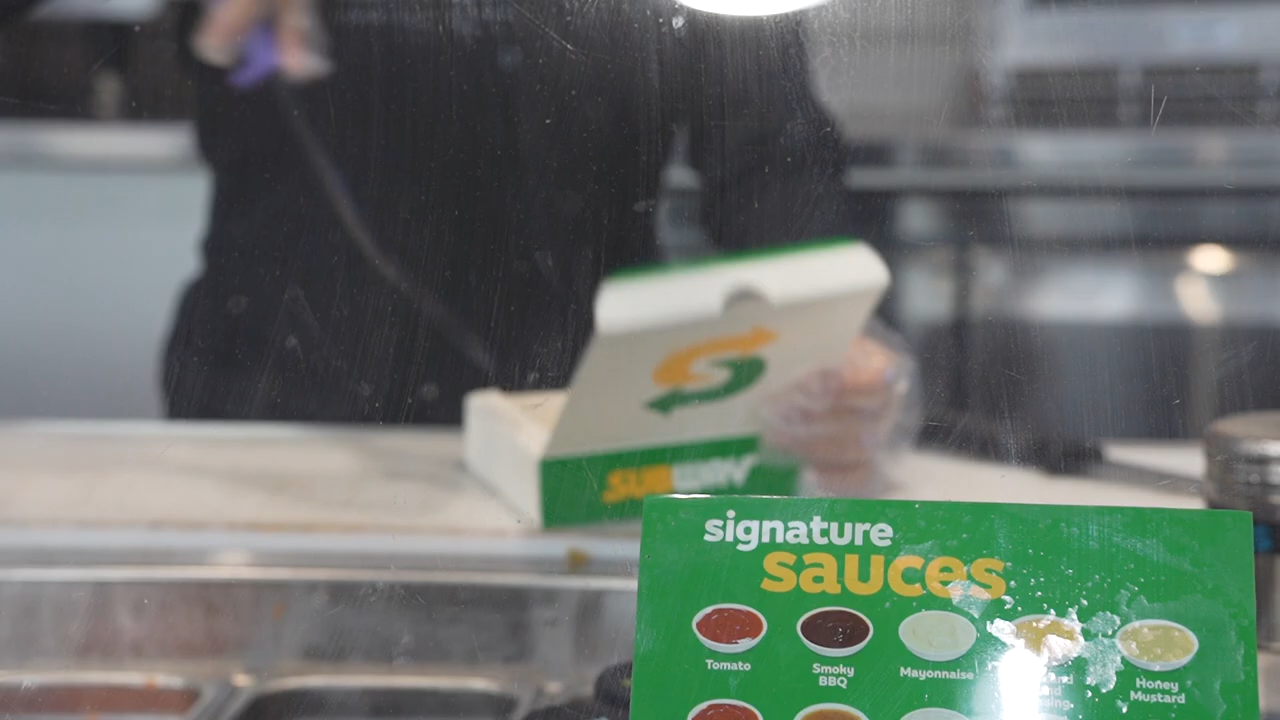 SUBWAY
signature
sauces
Tomato
Smoky
BBQ
Mayonnaise
Honey
Mustard